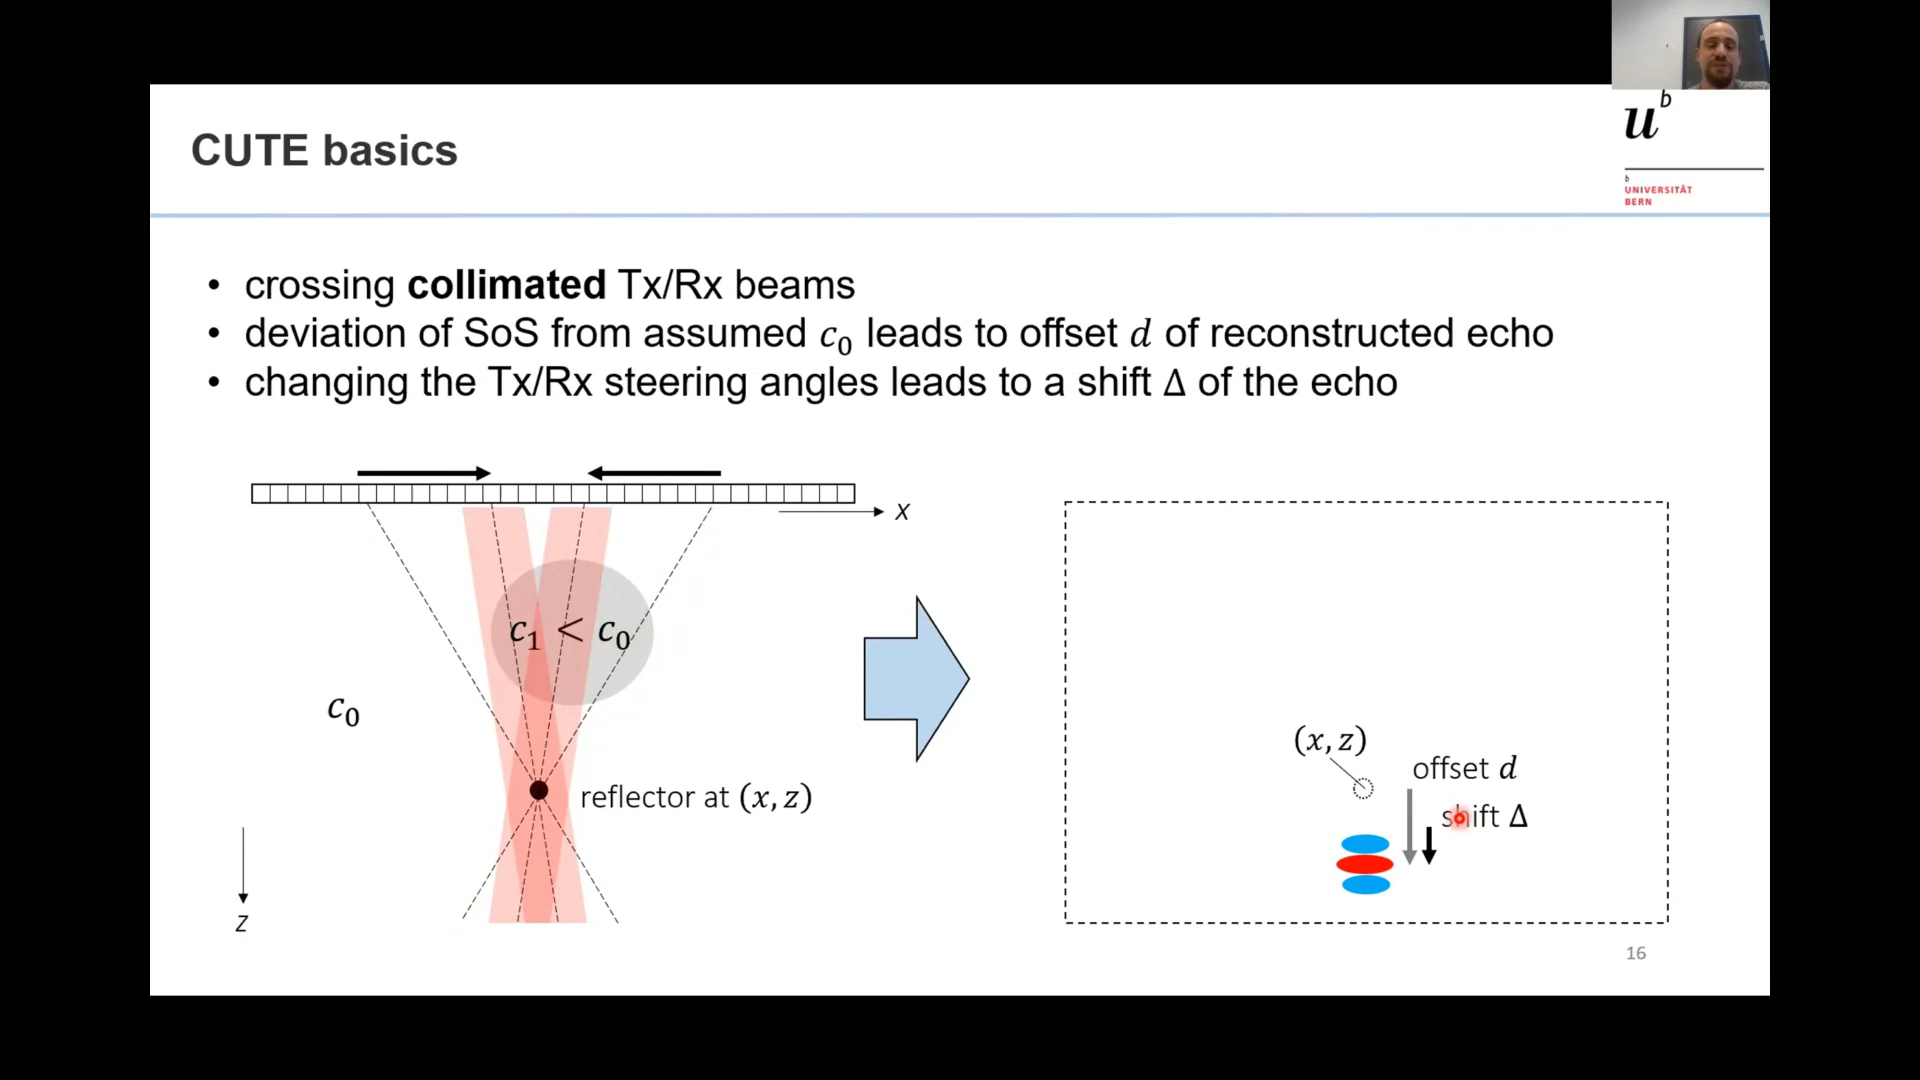 CUTE basics
u^b
b
UNIVERSITÄT
BERN
• crossing collimated Tx/Rx beams
• deviation of SoS from assumed c₀ leads to offset d of reconstructed echo
• changing the Tx/Rx steering angles leads to a shift Δ of the echo
x
c₁ < c₀
c₀
reflector at (x, z)
z
(x, z)
offset d
shift Δ
16